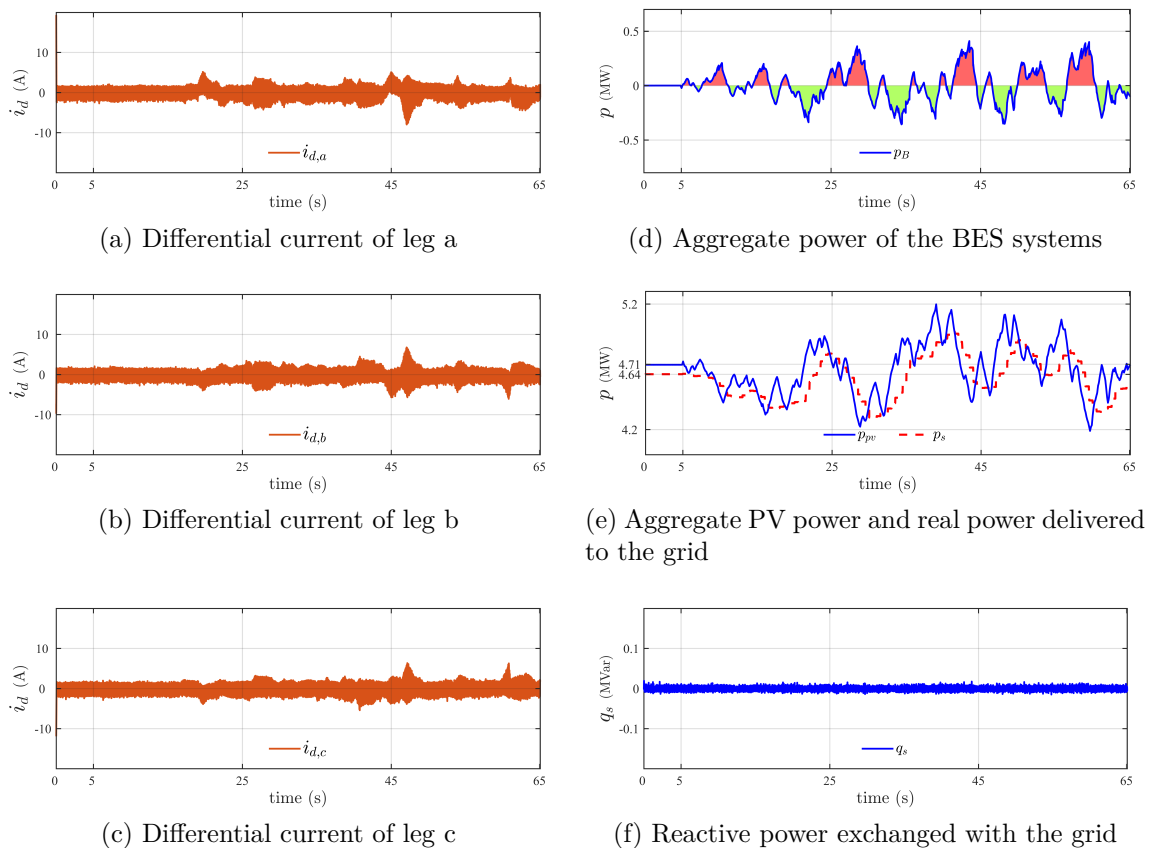 10
0
-10
i_d (A)
i_{d,a}
0
5
25
45
65
time (s)
(a) Differential current of leg a
0.5
0
-0.5
p (MW)
p_B
0
5
25
45
65
time (s)
(d) Aggregate power of the BES systems
10
0
-10
i_d (A)
i_{d,b}
0
5
25
45
65
time (s)
(b) Differential current of leg b
5.2
4.71
4.64
4.2
p (MW)
p_{pv} p_s
0
5
25
45
65
time (s)
(e) Aggregate PV power and real power delivered
to the grid
10
0
-10
i_d (A)
i_{d,c}
0
5
25
45
65
time (s)
(c) Differential current of leg c
0.1
0
-0.1
q_s (MVar)
q_s
0
5
25
45
65
time (s)
(f) Reactive power exchanged with the grid